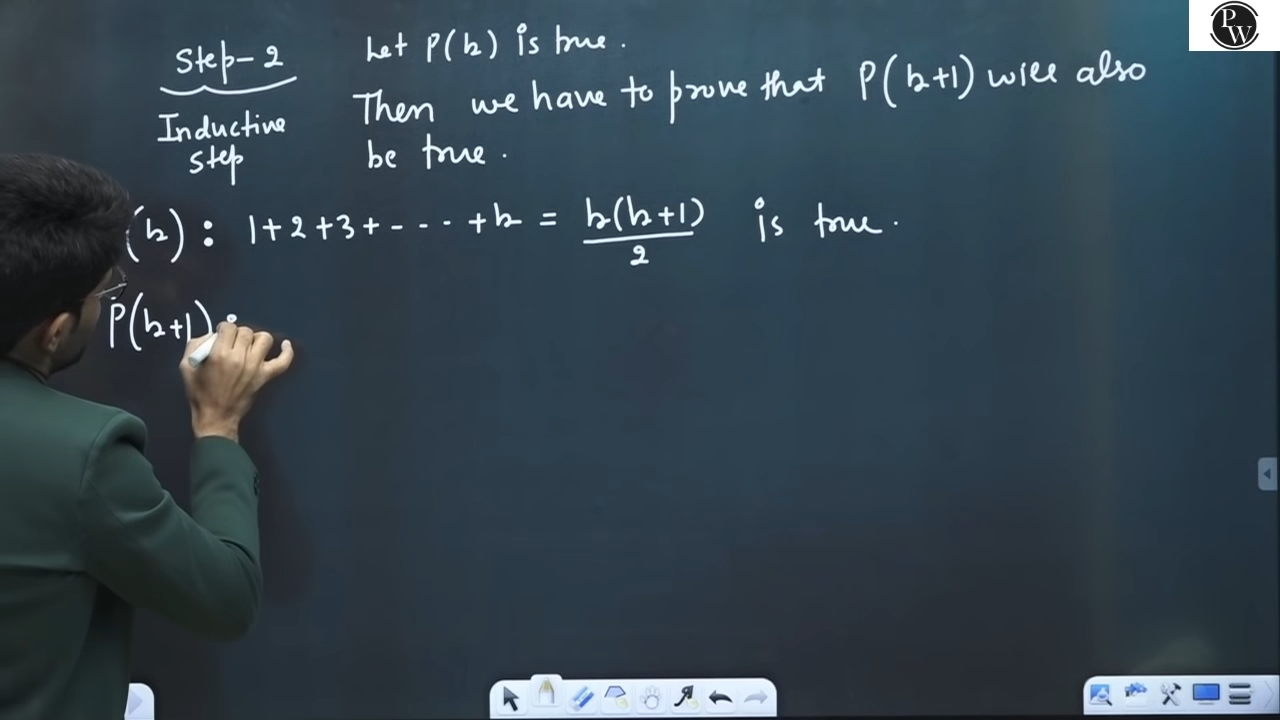 Step-2 Let P(k) is true.
Then we have to prove that P(k+1) will also
Inductive
step be true.
(k) : 1+2+3+----+k = k(k+1)/2 is true.
P(k+1) :
PW